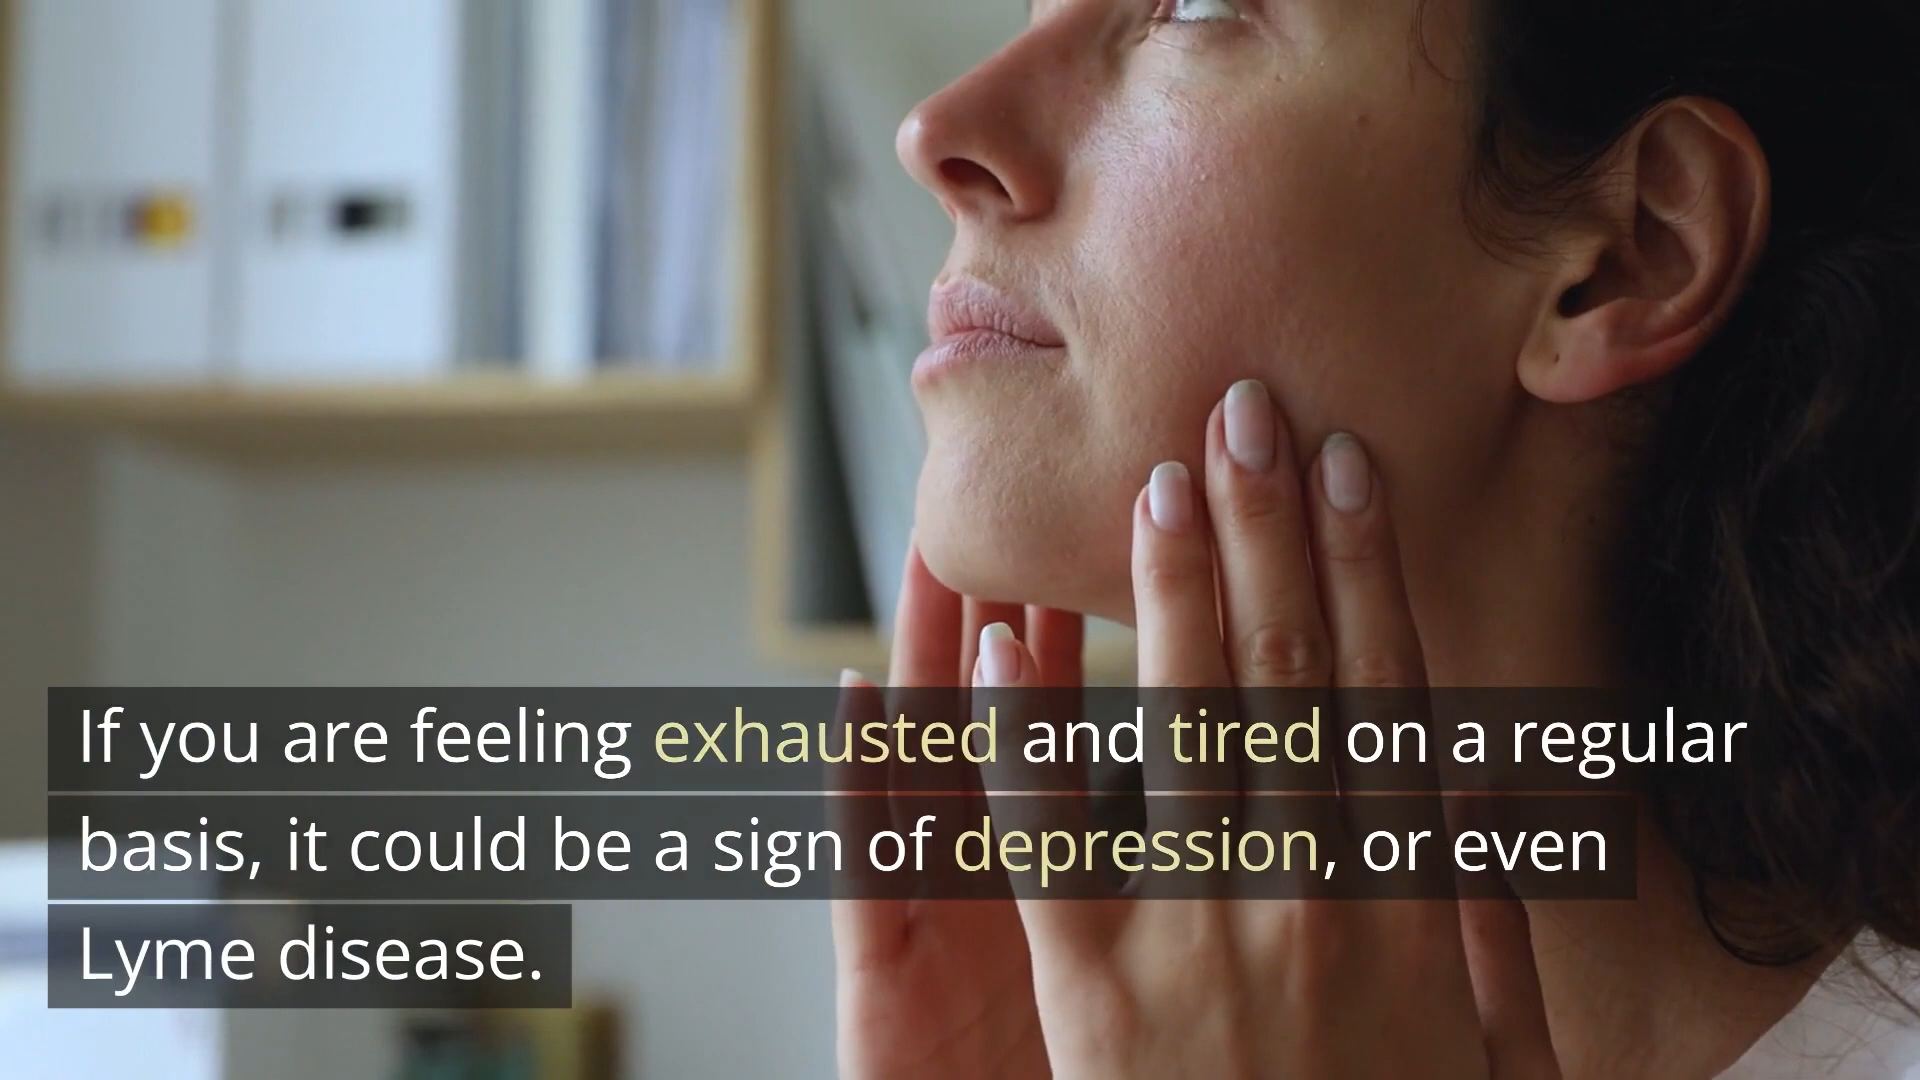 If you are feeling exhausted and tired on a regular
basis, it could be a sign of depression, or even
Lyme disease.